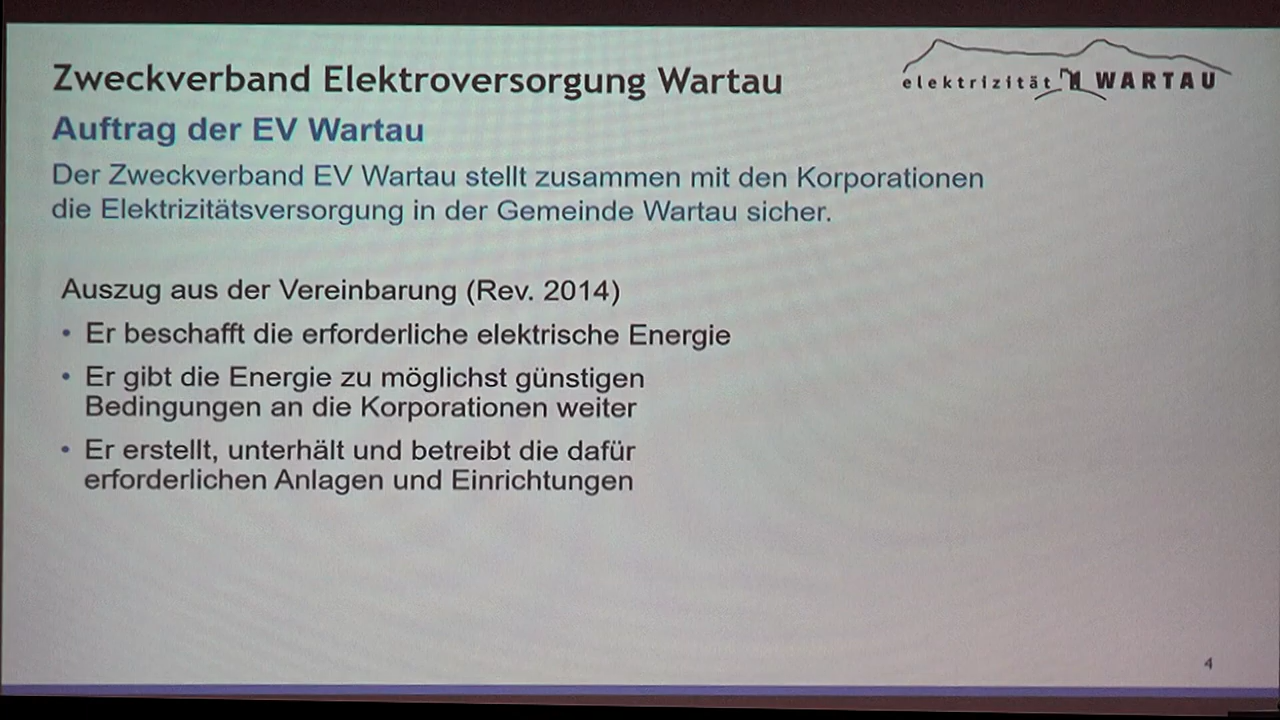 Zweckverband Elektroversorgung Wartau
elektrizität WARTAU
Auftrag der EV Wartau
Der Zweckverband EV Wartau stellt zusammen mit den Korporationen
die Elektrizitätsversorgung in der Gemeinde Wartau sicher.
Auszug aus der Vereinbarung (Rev. 2014)
• Er beschafft die erforderliche elektrische Energie
• Er gibt die Energie zu möglichst günstigen
Bedingungen an die Korporationen weiter
• Er erstellt, unterhält und betreibt die dafür
erforderlichen Anlagen und Einrichtungen
4